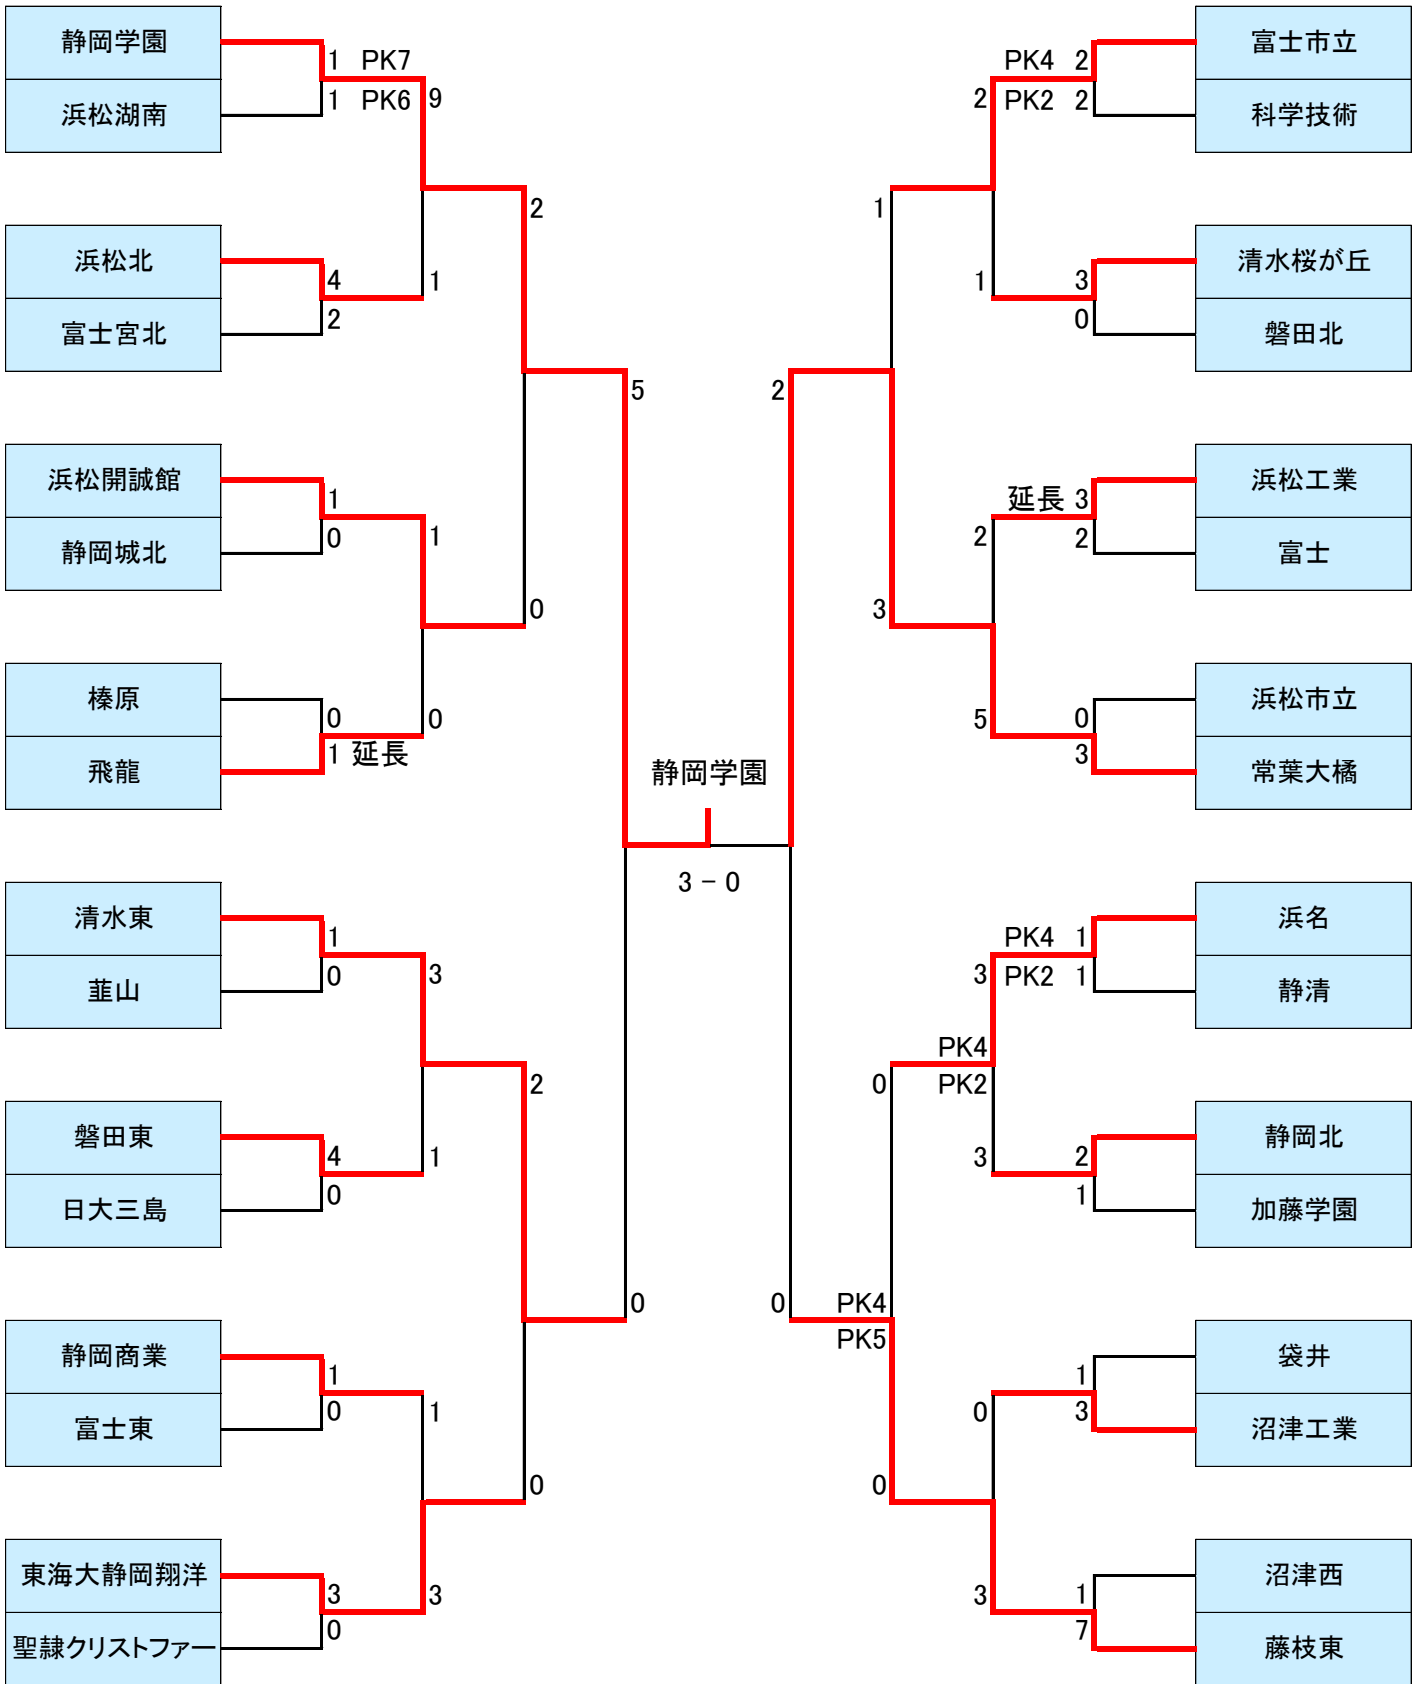 静岡学園
1 PK7
1 PK6
浜松湖南
9
2
浜松北
4
2
富士宮北
1
5
浜松開誠館
1
0
静岡城北
1
0
榛原
0
1 延長
飛龍
0
清水東
1
0
韮山
3
2
磐田東
4
0
日大三島
1
0
静岡商業
1
0
富士東
1
0
東海大静岡翔洋
3
0
聖隷クリストファー
3
静岡学園
3 - 0
富士市立
PK4 2
PK2 2
科学技術
2
1
清水桜が丘
3
0
磐田北
1
2
浜松工業
延長 3
2
富士
2
3
浜松市立
0
3
常葉大橘
5
浜名
PK4 1
PK2 1
静清
3
PK4
PK2
0
静岡北
2
1
加藤学園
3
0
PK4
PK5
袋井
1
3
沼津工業
0
0
沼津西
1
7
藤枝東
3